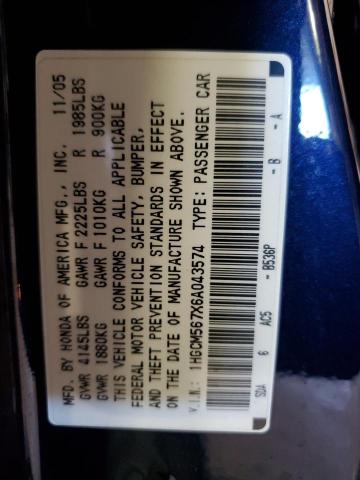 MFD. BY HONDA OF AMERICA MFG., INC. 11/05
GVWR 4145LBS GAWR F 2225LBS R 1985LBS
GVWR 1880KG GAWR F 1010KG R 900KG
THIS VEHICLE CONFORMS TO ALL APPLICABLE
FEDERAL MOTOR VEHICLE SAFETY, BUMPER,
AND THEFT PREVENTION STANDARDS IN EFFECT
ON THE DATE OF MANUFACTURE SHOWN ABOVE.
V.I.N: 1HGCM567X6A043574 TYPE: PASSENGER CAR
SDA 6 AC5 - B536P - B - A